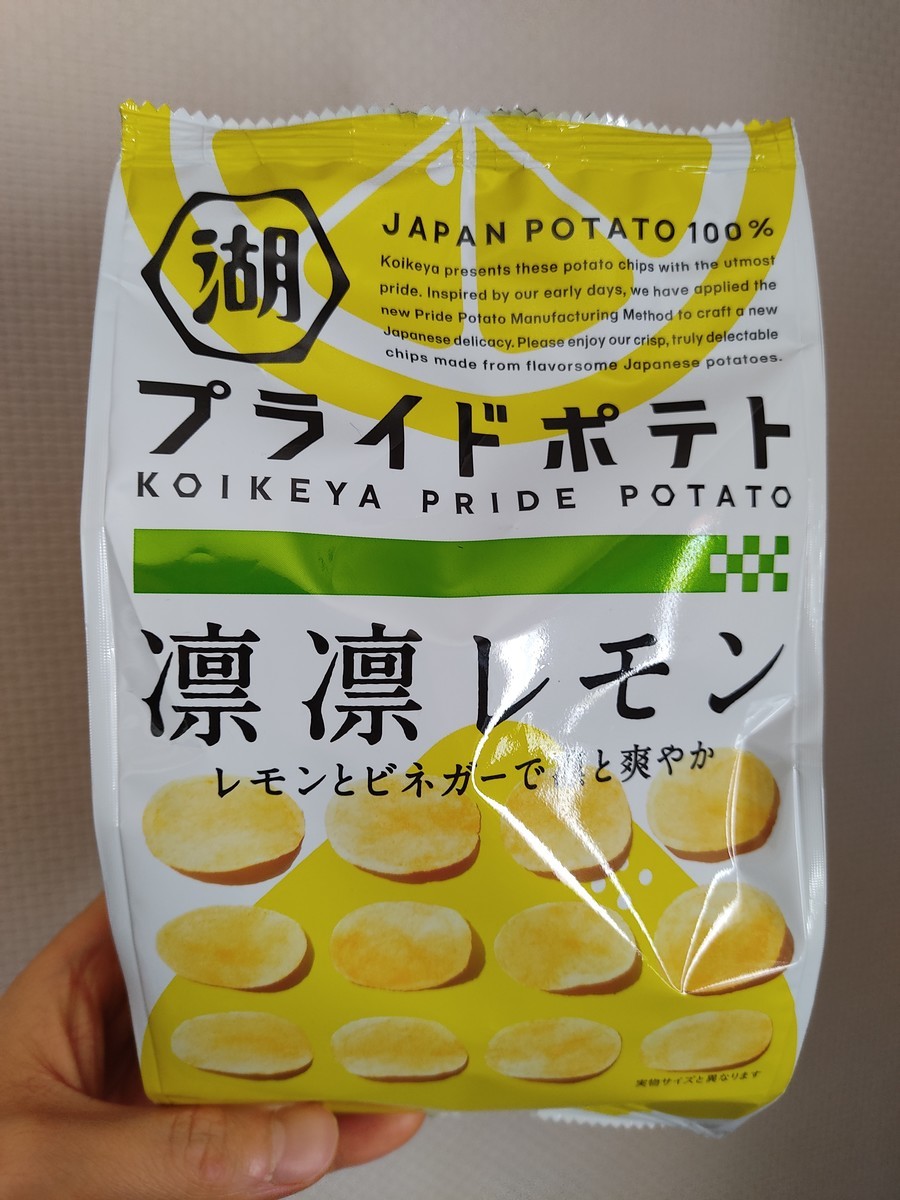 湖
JAPAN POTATO 100%
Koikeya presents these potato chips with the utmost
pride. Inspired by our early days, we have applied the
new Pride Potato Manufacturing Method to craft a new
Japanese delicacy. Please enjoy our crisp, truly delectable
chips made from flavorsome Japanese potatoes.
プライドポテト
KOIKEYA PRIDE POTATO
凛凛レモン
レモンとビネガーで と爽やか
実物サイズと異なります